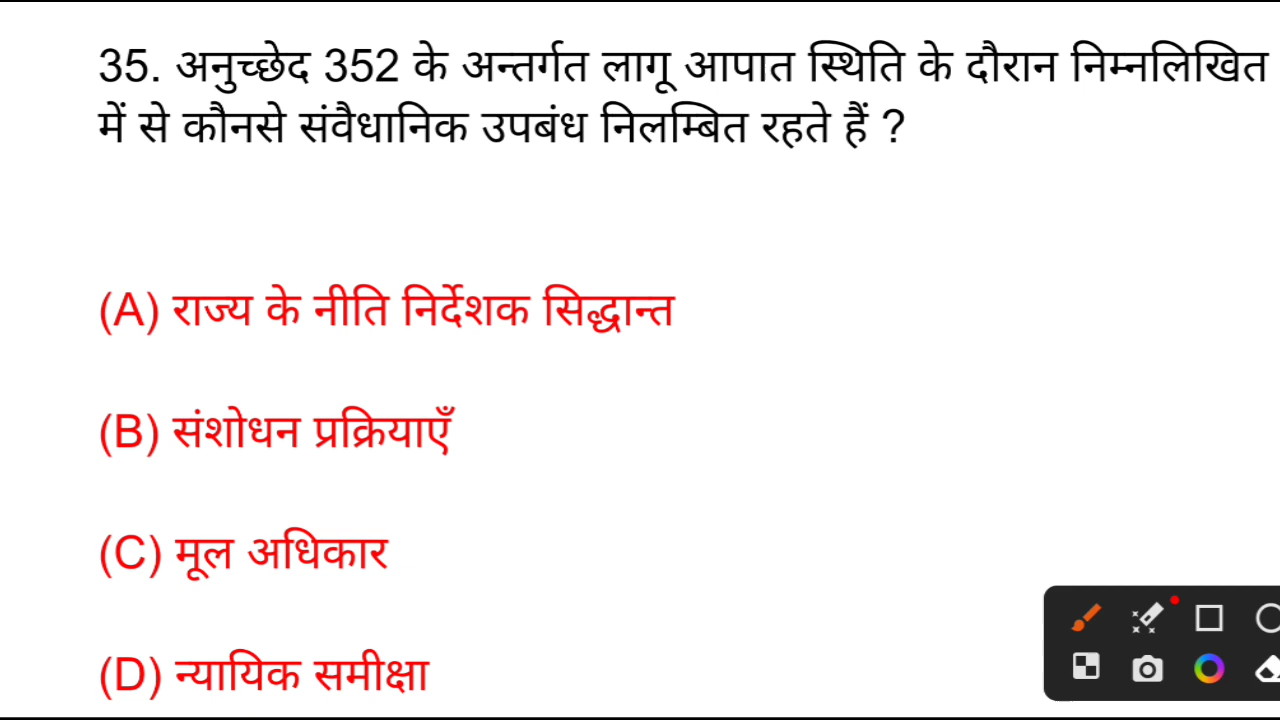 35. अनुच्छेद 352 के अन्तर्गत लागू आपात स्थिति के दौरान निम्नलिखित
में से कौनसे संवैधानिक उपबंध निलम्बित रहते हैं ?
(A) राज्य के नीति निर्देशक सिद्धान्त
(B) संशोधन प्रक्रियाएँ
(C) मूल अधिकार
(D) न्यायिक समीक्षा